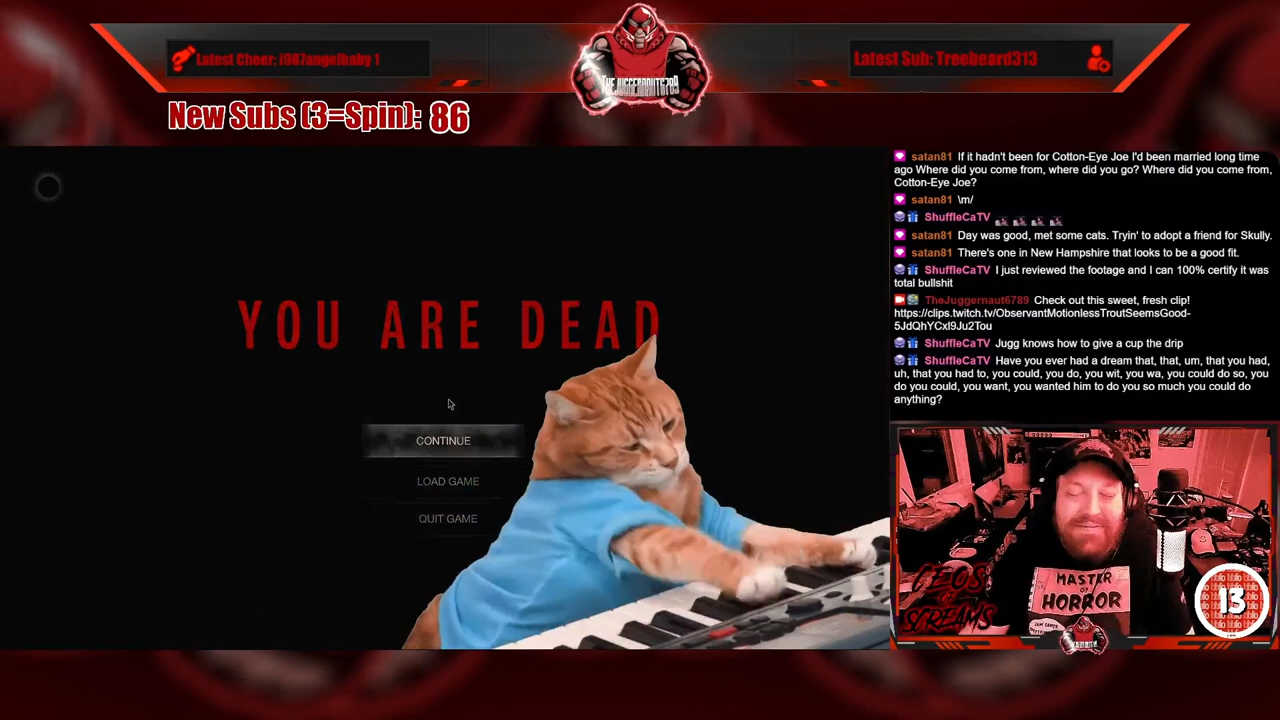 Latest Cheer: i987angelbaby 1
THEJUGGERNAUT6789
Latest Sub: Treebeard313
New Subs (3=Spin): 86
YOU ARE DEAD
CONTINUE
LOAD GAME
QUIT GAME
satan81 If it hadn't been for Cotton-Eye Joe I'd been married long time
ago Where did you come from, where did you go? Where did you come from,
Cotton-Eye Joe?
satan81 \m/
ShuffleCaTV
satan81 Day was good, met some cats. Tryin' to adopt a friend for Skully.
satan81 There's one in New Hampshire that looks to be a good fit.
ShuffleCaTV I just reviewed the footage and I can 100% certify it was
total bullshit
TheJuggernaut6789 Check out this sweet, fresh clip!
https://clips.twitch.tv/ObservantMotionlessTroutSeemsGood-
5JdQhYCxl9Ju2Tou
ShuffleCaTV Jugg knows how to give a cup the drip
ShuffleCaTV Have you ever had a dream that, that, um, that you had,
uh, that you had to, you could, you do, you wit, you wa, you could do so, you
do you could, you want, you wanted him to do you so much you could do
anything?
MASTER
OF
HORROR
CEOS
OF
SCREAMS
13